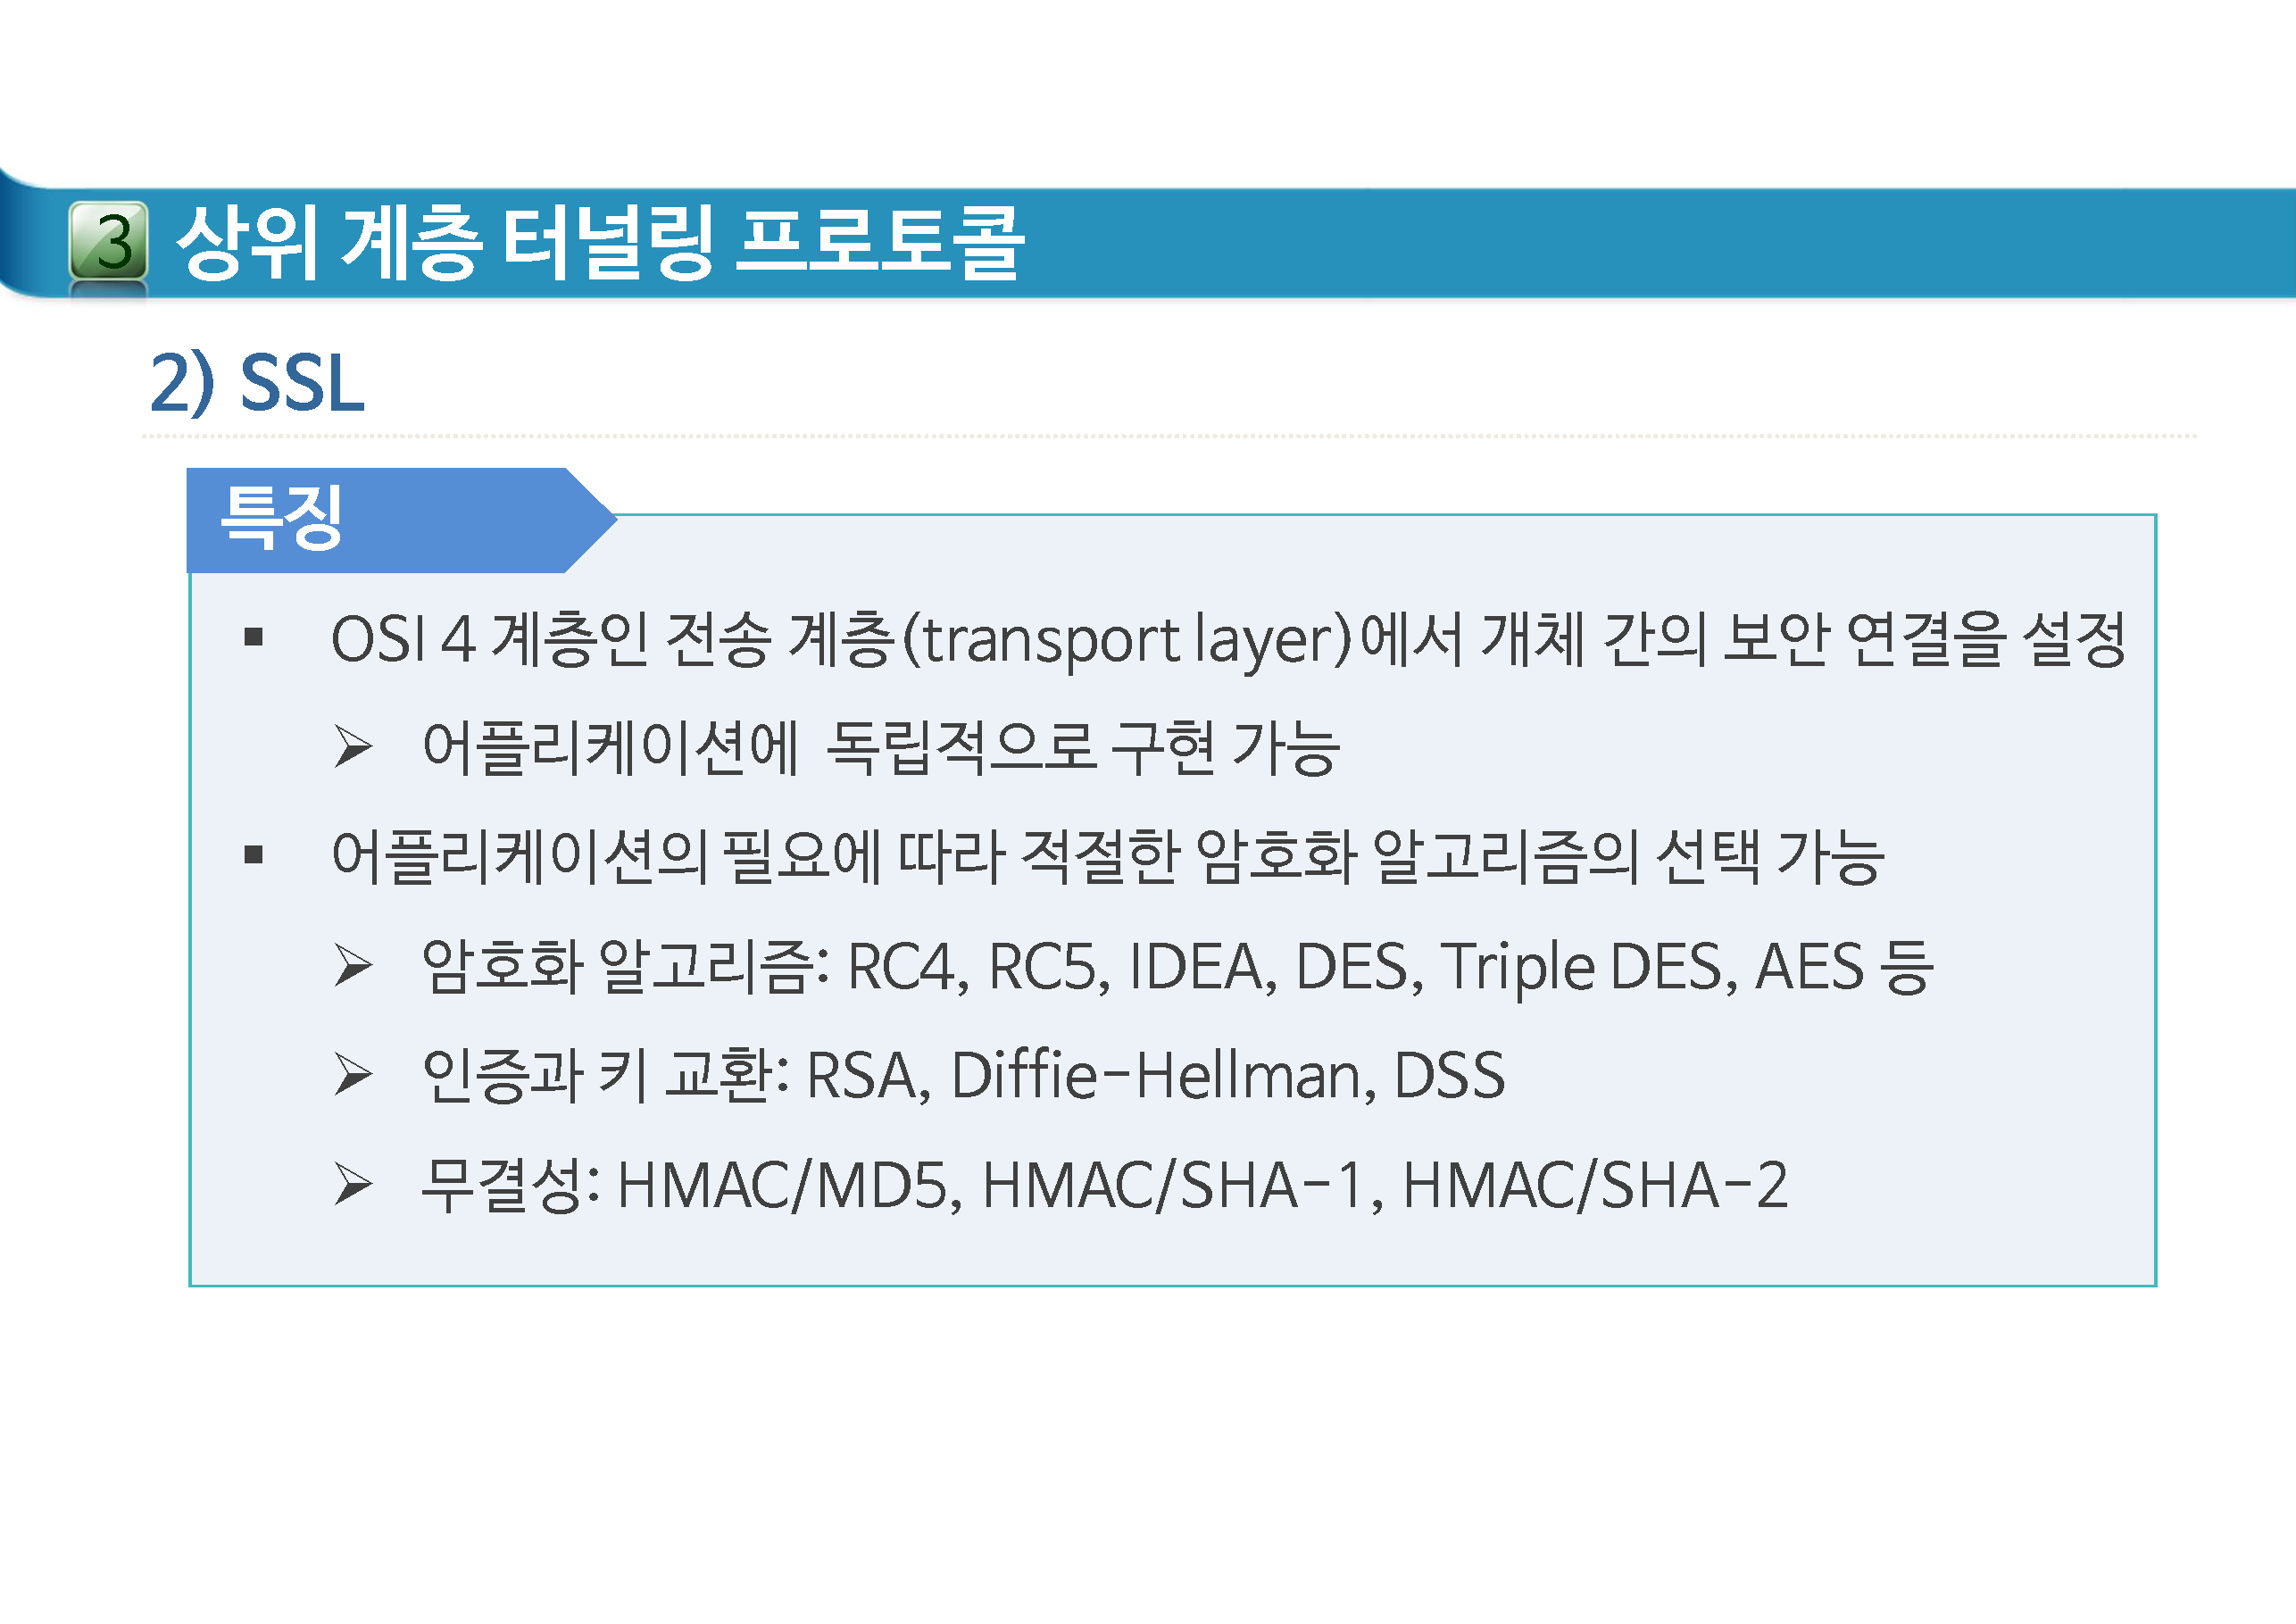 3 상위 계층 터널링 프로토콜
2) SSL
특징
▪ OSI 4 계층인 전송 계층(transport layer)에서 개체 간의 보안 연결을 설정
➢ 어플리케이션에 독립적으로 구현 가능
▪ 어플리케이션의 필요에 따라 적절한 암호화 알고리즘의 선택 가능
➢ 암호화 알고리즘: RC4, RC5, IDEA, DES, Triple DES, AES 등
➢ 인증과 키 교환: RSA, Diffie-Hellman, DSS
➢ 무결성: HMAC/MD5, HMAC/SHA-1, HMAC/SHA-2